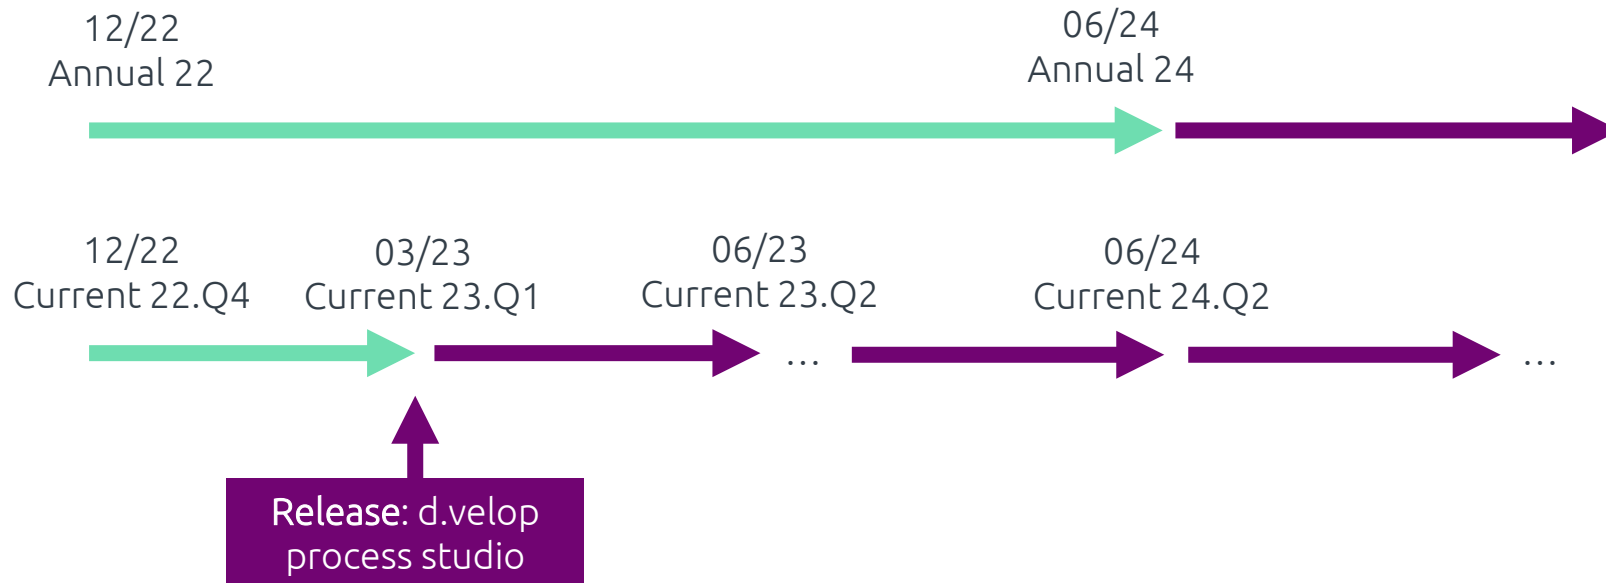 12/22
Annual 22
06/24
Annual 24
12/22
Current 22.Q4
03/23
Current 23.Q1
06/23
Current 23.Q2
06/24
Current 24.Q2
...
...
Release: d.velop
process studio